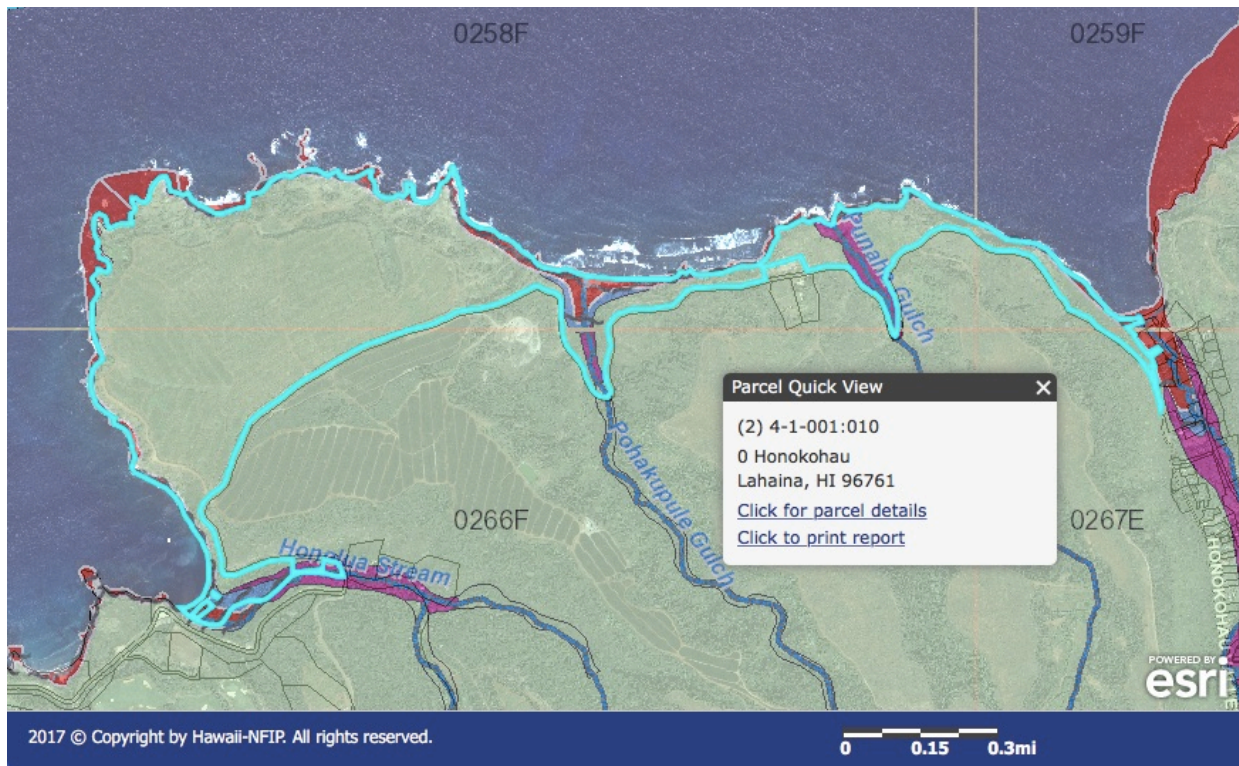 0258F
0259F
Punaha Gulch
Parcel Quick View
(2) 4-1-001:010
0 Honokohau
Lahaina, HI 96761
Click for parcel details
Click to print report
Pohakupule Gulch
0266F
0267E
Honolua Stream
HONOKOHAU
POWERED BY
esri
2017 © Copyright by Hawaii-NFIP. All rights reserved.
0 0.15 0.3mi